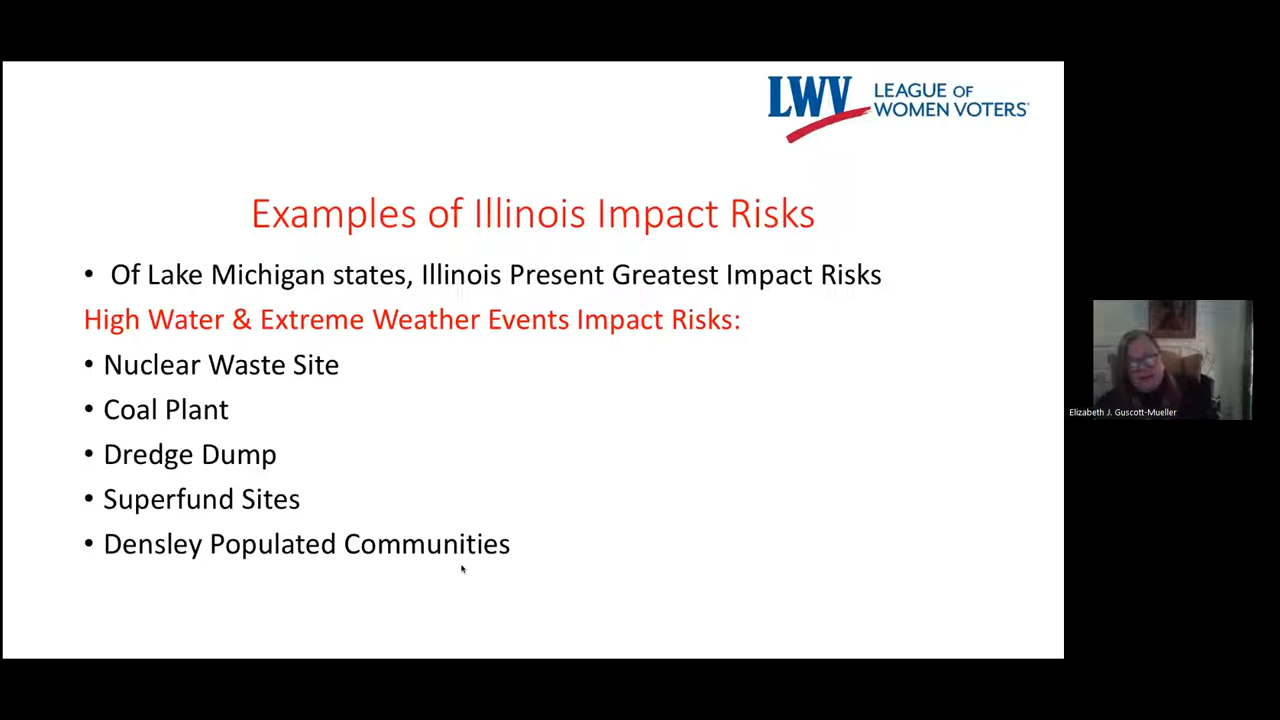 LWV LEAGUE OF
WOMEN VOTERS®
Examples of Illinois Impact Risks
• Of Lake Michigan states, Illinois Present Greatest Impact Risks
High Water & Extreme Weather Events Impact Risks:
• Nuclear Waste Site
• Coal Plant
• Dredge Dump
• Superfund Sites
• Densley Populated Communities
Elizabeth J. Guscott-Mueller